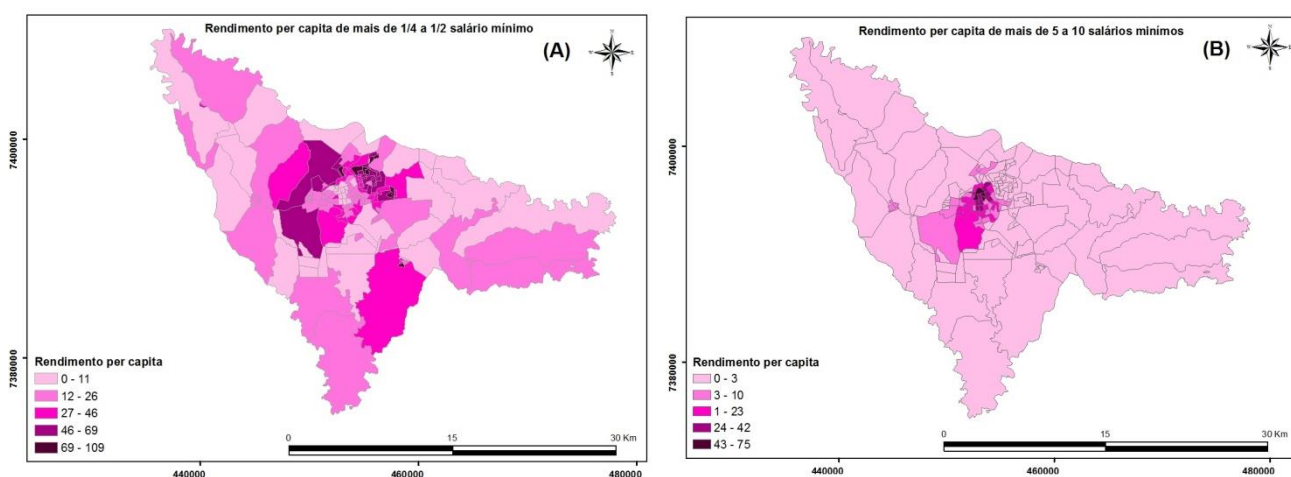 Rendimento per capita de mais de 1/4 a 1/2 salário mínimo
(A)
N
7400000
7380000
Rendimento per capita
0 - 11
12 - 26
27 - 46
46 - 69
69 - 109
0 15 30 Km
440000 460000 480000
Rendimento per capita de mais de 5 a 10 salários minímos
(B)
N
7400000
7380000
Rendimento per capita
0 - 3
3 - 10
1 - 23
24 - 42
43 - 75
0 15 30 Km
440000 460000 480000